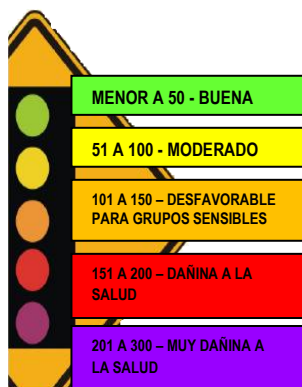 MENOR A 50 - BUENA
51 A 100 - MODERADO
101 A 150 – DESFAVORABLE
PARA GRUPOS SENSIBLES
151 A 200 – DAÑINA A LA
SALUD
201 A 300 – MUY DAÑINA A
LA SALUD